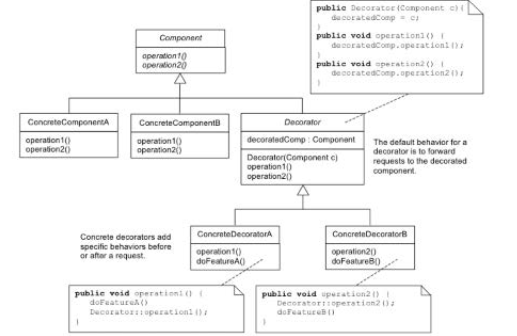 public Decorator(Component c){
decoratedComp = c;
}
public void operation1() {
decoratedComp.operation1();
}
public void operation2() {
decoratedComp.operation2();
}
Component
operation1()
operation2()
ConcreteComponentA
operation1()
operation2()
ConcreteComponentB
operation1()
operation2()
Decorator
decoratedComp : Component
Decorator(Component c)
operation1()
operation2()
The default behavior for a
decorator is to forward
requests to the decorated
component.
Concrete decorators add
specific behaviors before
or after a request.
ConcreteDecoratorA
operation1()
doFeatureA()
ConcreteDecoratorB
operation2()
doFeatureB()
public void operation1() {
doFeatureA()
Decorator::operation1();
}
public void operation2() {
Decorator::operation2();
doFeatureB()
}